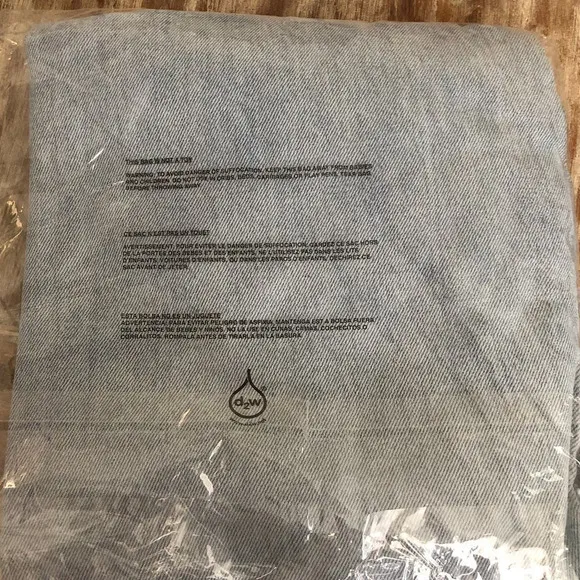 THIS BAG IS NOT A TOY
WARNING: TO AVOID DANGER OF SUFFOCATION, KEEP THIS BAG AWAY FROM BABIES
AND CHILDREN. DO NOT USE IN CRIBS, BEDS, CARRIAGES OR PLAY PENS. TEAR BAG
BEFORE THROWING AWAY.
CE SAC N'EST PAS UN JOUET
AVERTISSEMENT: POUR EVITER LE DANGER DE SUFFOCATION, GARDEZ CE SAC HORS
DE LA PORTEE DES BEBES ET DES ENFANTS. NE L'UTILISEZ PAS DANS LES LITS
D'ENFANTS, VOITURES D'ENFANTS, OU DANS LES PARCS D'ENFANTS. DECHIREZ CE
SAC AVANT DE JETER.
ESTA BOLSA NO ES UN JUGUETE
ADVERTENCIA: PARA EVITAR PELIGRO DE ASFIXIA, MANTENGA ESTA BOLSA FUERA
DEL ALCANCE DE BEBES Y NIÑOS. NO LA USE EN CUNAS, CAMAS, COCHECITOS O
CORRALITOS. ROMPALA ANTES DE TIRARLA EN LA BASURA.
d2w